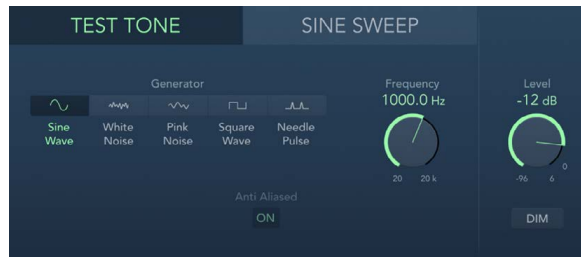 TEST TONE
SINE SWEEP
Generator
Sine Wave
White Noise
Pink Noise
Square Wave
Needle Pulse
Frequency
1000.0 Hz
20 20 k
Level
-12 dB
0
-96 6
Anti Aliased
ON
DIM